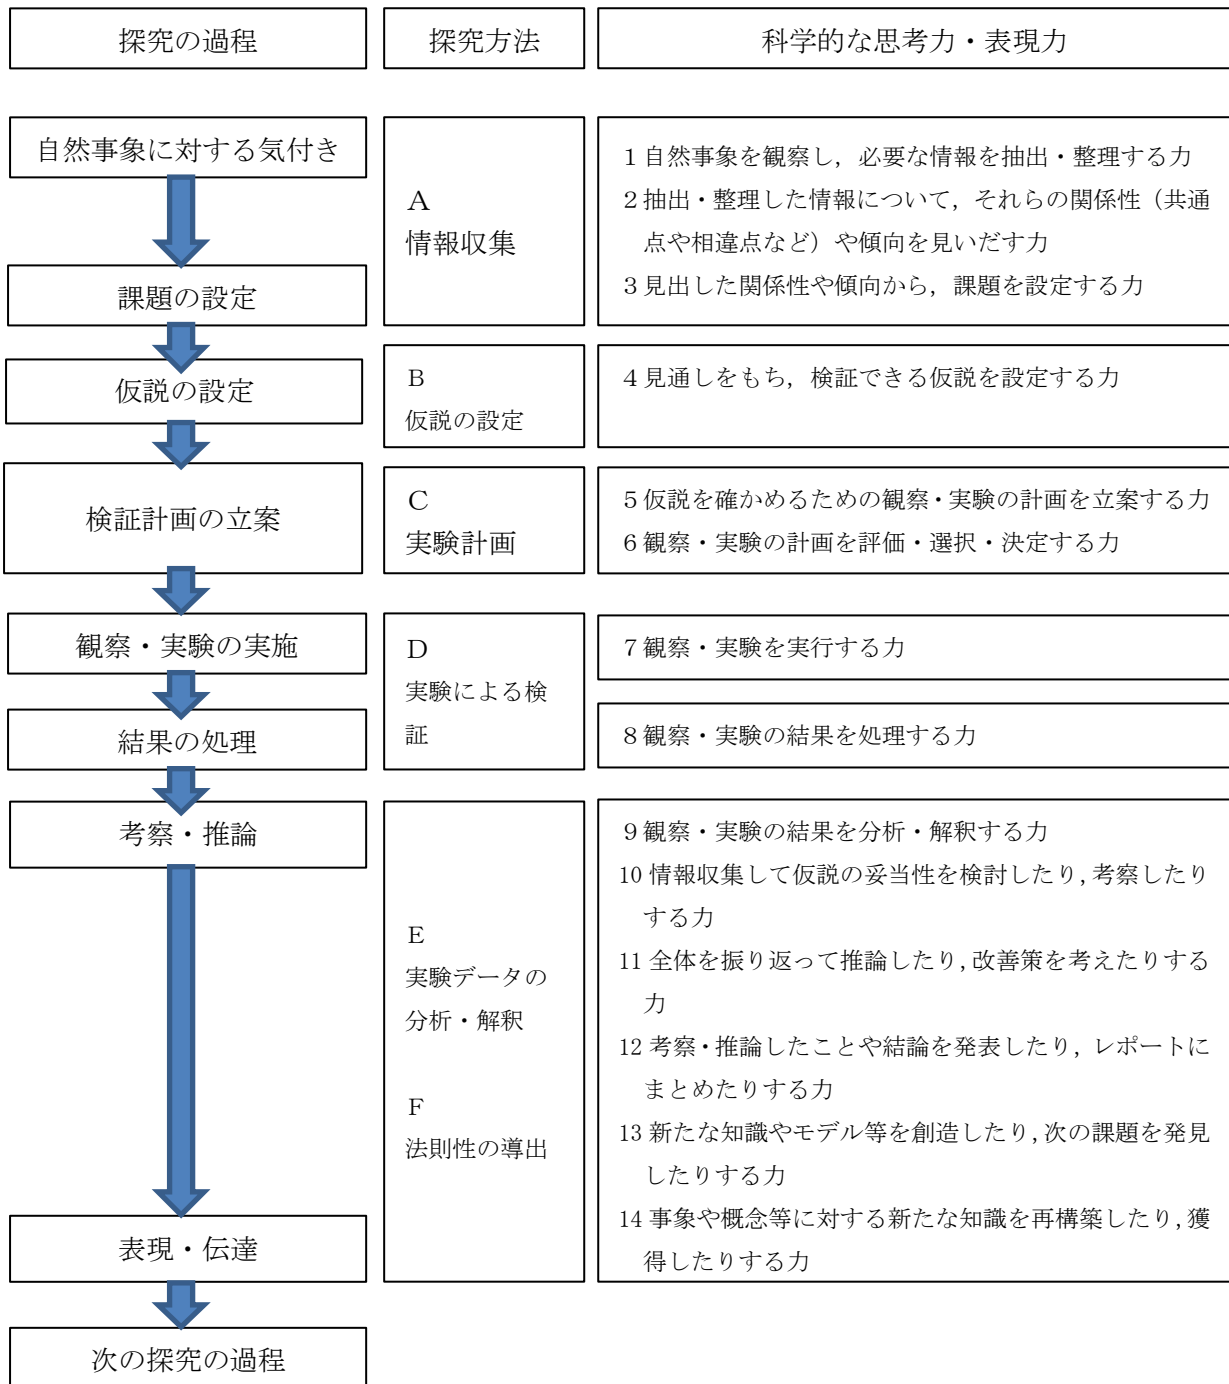 探究の過程
探究方法
科学的な思考力・表現力
自然事象に対する気付き
課題の設定
A
情報収集
1自然事象を観察し，必要な情報を抽出・整理する力
2抽出・整理した情報について，それらの関係性（共通
点や相違点など）や傾向を見いだす力
3見出した関係性や傾向から，課題を設定する力
仮説の設定
B
仮説の設定
4見通しをもち，検証できる仮説を設定する力
検証計画の立案
C
実験計画
5仮説を確かめるための観察・実験の計画を立案する力
6観察・実験の計画を評価・選択・決定する力
観察・実験の実施
結果の処理
D
実験による検
証
7観察・実験を実行する力
8観察・実験の結果を処理する力
考察・推論
表現・伝達
E
実験データの
分析・解釈
F
法則性の導出
9観察・実験の結果を分析・解釈する力
10 情報収集して仮説の妥当性を検討したり，考察したり
する力
11 全体を振り返って推論したり，改善策を考えたりする
力
12 考察・推論したことや結論を発表したり，レポートに
まとめたりする力
13 新たな知識やモデル等を創造したり，次の課題を発見
したりする力
14 事象や概念等に対する新たな知識を再構築したり，獲
得したりする力
次の探究の過程